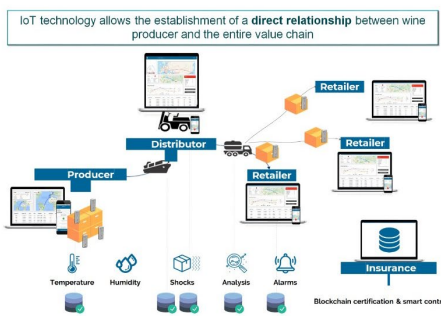 IoT technology allows the establishment of a direct relationship between wine
producer and the entire value chain
Retailer
Distributor
Retailer
Producer
Retailer
Insurance
Temperature
Humidity
Shocks
Analysis
Alarms
Blockchain certification & smart contr